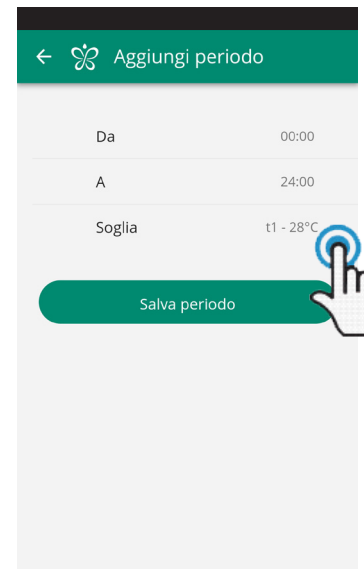 Aggiungi periodo
Da 00:00
A 24:00
Soglia t1 - 28°C
Salva periodo